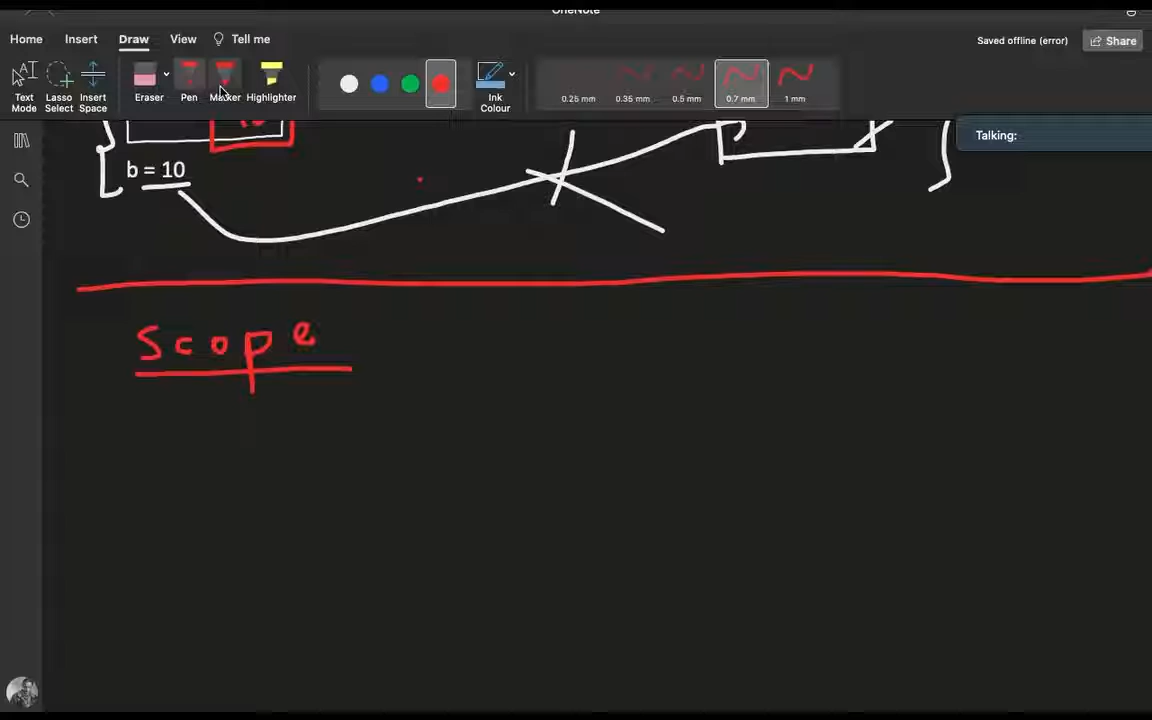 OneNote
Home Insert Draw View Tell me
Saved offline (error) Share
Text Mode
Lasso Select
Insert Space
Eraser Pen Marker Highlighter
Ink Colour
0.25 mm 0.35 mm 0.5 mm 0.7 mm 1 mm
Talking:
b = 10
Scope